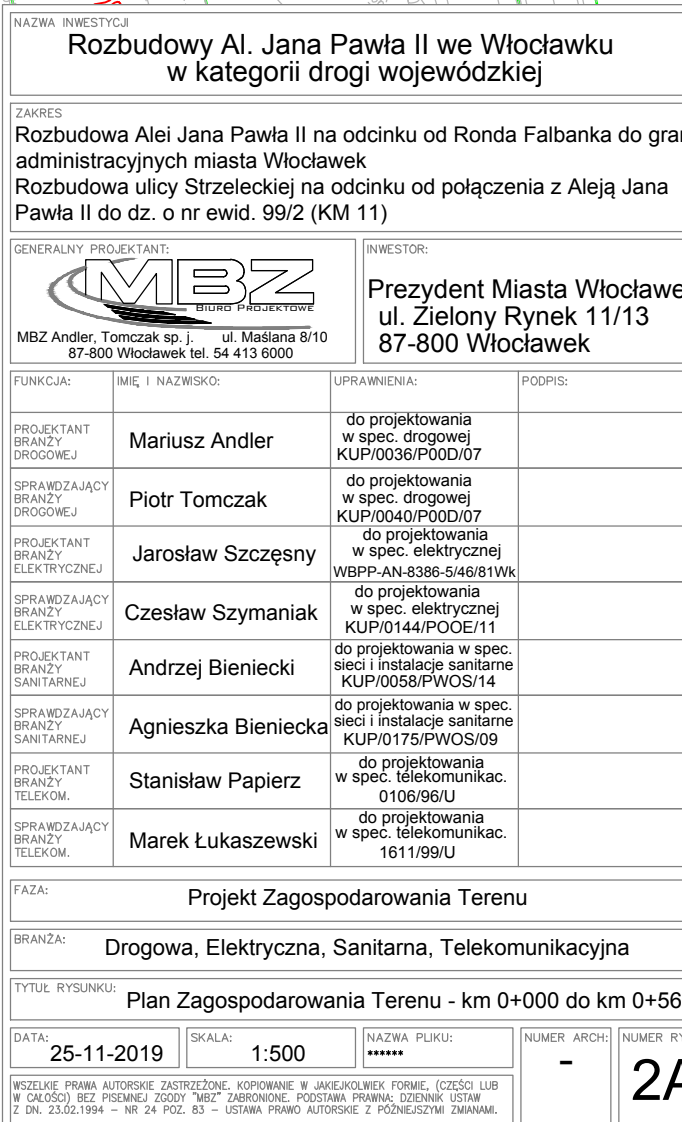 NAZWA INWESTYCJI
Rozbudowy Al. Jana Pawła II we Włocławku
w kategorii drogi wojewódzkiej
ZAKRES
Rozbudowa Alei Jana Pawła II na odcinku od Ronda Falbanka do gra
administracyjnych miasta Włocławek
Rozbudowa ulicy Strzeleckiej na odcinku od połączenia z Aleją Jana
Pawła II do dz. o nr ewid. 99/2 (KM 11)
GENERALNY PROJEKTANT:
MBZ
BIURO PROJEKTOWE
MBZ Andler, Tomczak sp. j. ul. Maślana 8/10
87-800 Włocławek tel. 54 413 6000
INWESTOR:
Prezydent Miasta Włocławe
ul. Zielony Rynek 11/13
87-800 Włocławek
FUNKCJA: IMIĘ I NAZWISKO: UPRAWNIENIA: PODPIS:
PROJEKTANT
BRANŻY
DROGOWEJ
Mariusz Andler
do projektowania
w spec. drogowej
KUP/0036/P00D/07
SPRAWDZAJĄCY
BRANŻY
DROGOWEJ
Piotr Tomczak
do projektowania
w spec. drogowej
KUP/0040/P00D/07
PROJEKTANT
BRANŻY
ELEKTRYCZNEJ
Jarosław Szczęsny
do projektowania
w spec. elektrycznej
WBPP-AN-8386-5/46/81Wk
SPRAWDZAJĄCY
BRANŻY
ELEKTRYCZNEJ
Czesław Szymaniak
do projektowania
w spec. elektrycznej
KUP/0144/POOE/11
PROJEKTANT
BRANŻY
SANITARNEJ
Andrzej Bieniecki
do projektowania w spec.
sieci i instalacje sanitarne
KUP/0058/PWOS/14
SPRAWDZAJĄCY
BRANŻY
SANITARNEJ
Agnieszka Bieniecka
do projektowania w spec.
sieci i instalacje sanitarne
KUP/0175/PWOS/09
PROJEKTANT
BRANŻY
TELEKOM.
Stanisław Papierz
do projektowania
w spec. telekomunikac.
0106/96/U
SPRAWDZAJĄCY
BRANŻY
TELEKOM.
Marek Łukaszewski
do projektowania
w spec. telekomunikac.
1611/99/U
FAZA:
Projekt Zagospodarowania Terenu
BRANŻA:
Drogowa, Elektryczna, Sanitarna, Telekomunikacyjna
TYTUŁ RYSUNKU:
Plan Zagospodarowania Terenu - km 0+000 do km 0+56
DATA:
25-11-2019
SKALA:
1:500
NAZWA PLIKU:
******
NUMER ARCH:
-
NUMER RY
2A
WSZELKIE PRAWA AUTORSKIE ZASTRZEŻONE. KOPIOWANIE W JAKIEJKOLWIEK FORMIE, (CZĘŚCI LUB
W CAŁOŚCI) BEZ PISEMNEJ ZGODY "MBZ" ZABRONIONE. PODSTAWA PRAWNA: DZIENNIK USTAW
Z DN. 23.02.1994 – NR 24 POZ. 83 – USTAWA PRAWO AUTORSKIE Z PÓŹNIEJSZYMI ZMIANAMI.